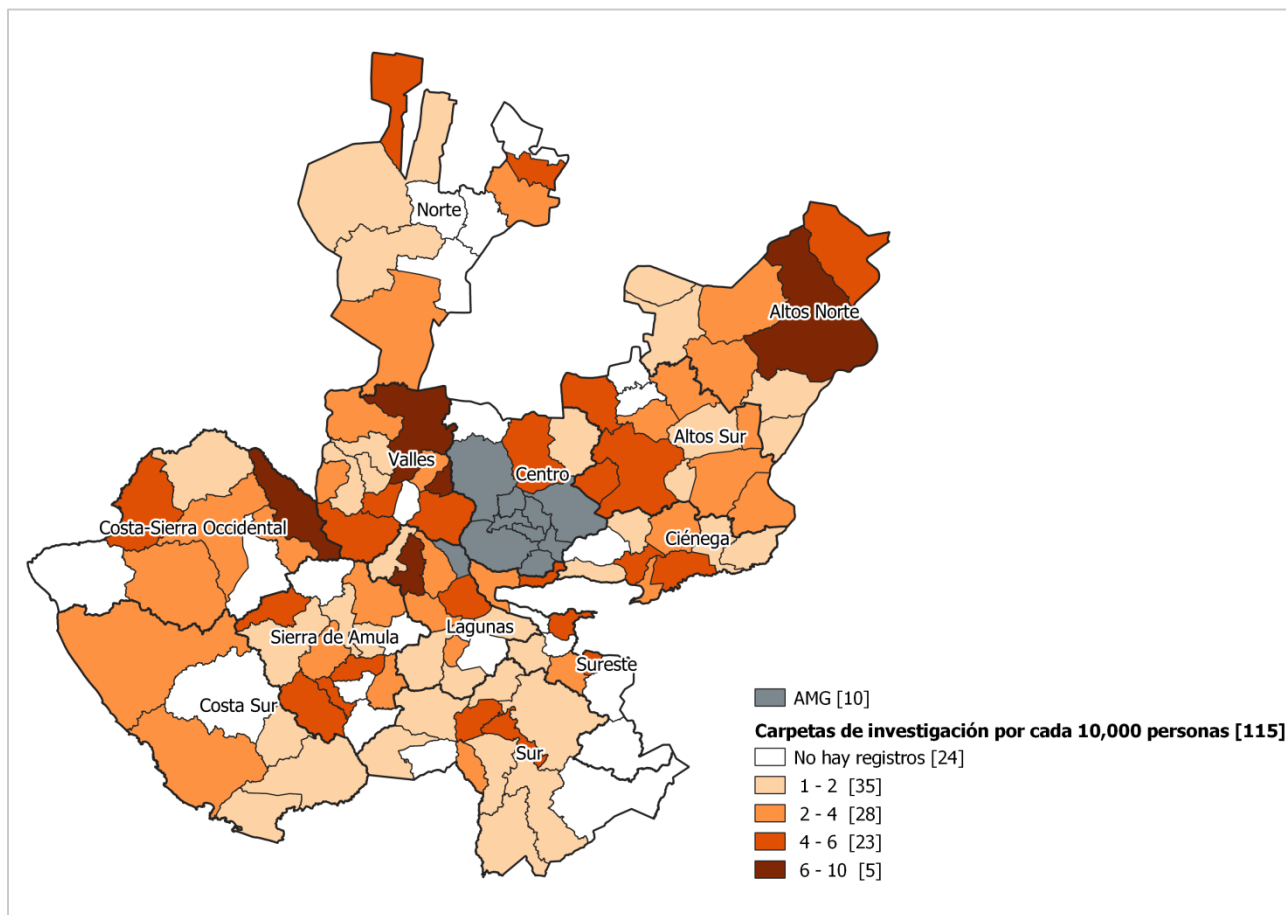 Norte
Altos Norte
Altos Sur
Valles
Centro
Costa-Sierra Occidental
Ciénega
Sierra de Amula
Lagunas
Sureste
Costa Sur
Sur
AMG [10]
Carpetas de investigación por cada 10,000 personas [115]
No hay registros [24]
1 - 2 [35]
2 - 4 [28]
4 - 6 [23]
6 - 10 [5]